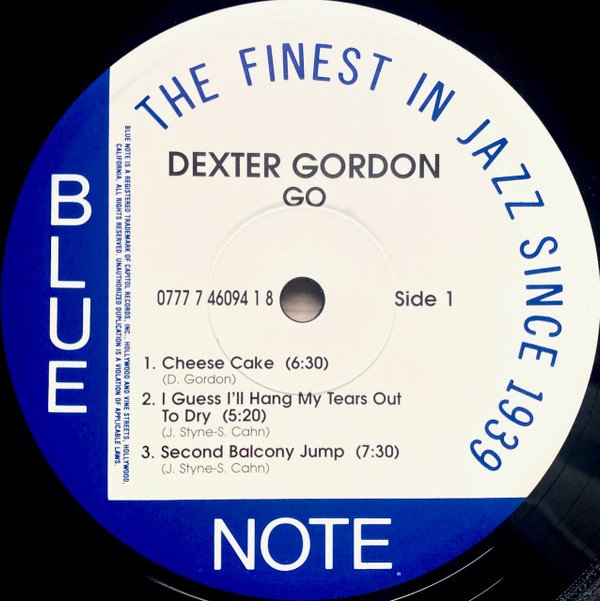 THE FINEST IN JAZZ SINCE 1939
DEXTER GORDON
GO
0777 7 46094 1 8
Side 1
1. Cheese Cake (6:30)
(D. Gordon)
2. I Guess I'll Hang My Tears Out
To Dry (5:20)
(J. Styne-S. Cahn)
3. Second Balcony Jump (7:30)
(J. Styne-S. Cahn)
BLUE NOTE IS A REGISTERED TRADEMARK OF CAPITOL RECORDS, INC. HOLLYWOOD AND VINE STREETS, HOLLYWOOD,
CALIFORNIA. ALL RIGHTS RESERVED. UNAUTHORIZED DUPLICATION IS A VIOLATION OF APPLICABLE LAWS.
BLUE
NOTE